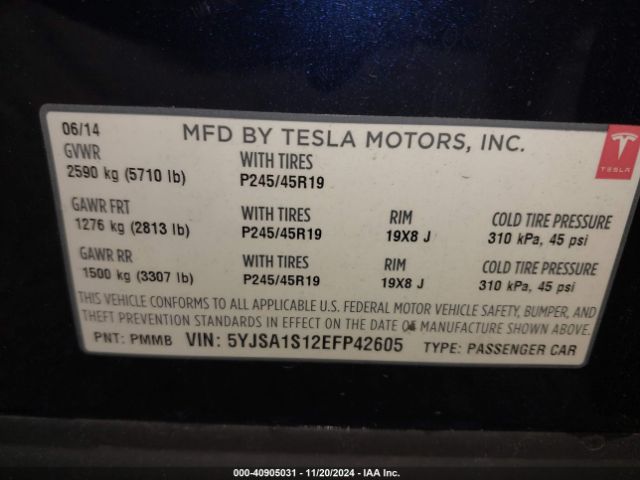 06/14 MFD BY TESLA MOTORS, INC.
TESLA
GVWR WITH TIRES
2590 kg (5710 lb) P245/45R19
GAWR FRT WITH TIRES RIM COLD TIRE PRESSURE
1276 kg (2813 lb) P245/45R19 19X8 J 310 kPa, 45 psi
GAWR RR WITH TIRES RIM COLD TIRE PRESSURE
1500 kg (3307 lb) P245/45R19 19X8 J 310 kPa, 45 psi
THIS VEHICLE CONFORMS TO ALL APPLICABLE U.S. FEDERAL MOTOR VEHICLE SAFETY, BUMPER, AND
THEFT PREVENTION STANDARDS IN EFFECT ON THE DATE OF MANUFACTURE SHOWN ABOVE.
PNT: PMMB VIN: 5YJSA1S12EFP42605 TYPE: PASSENGER CAR
000-40905031 - 11/20/2024 - IAA Inc.